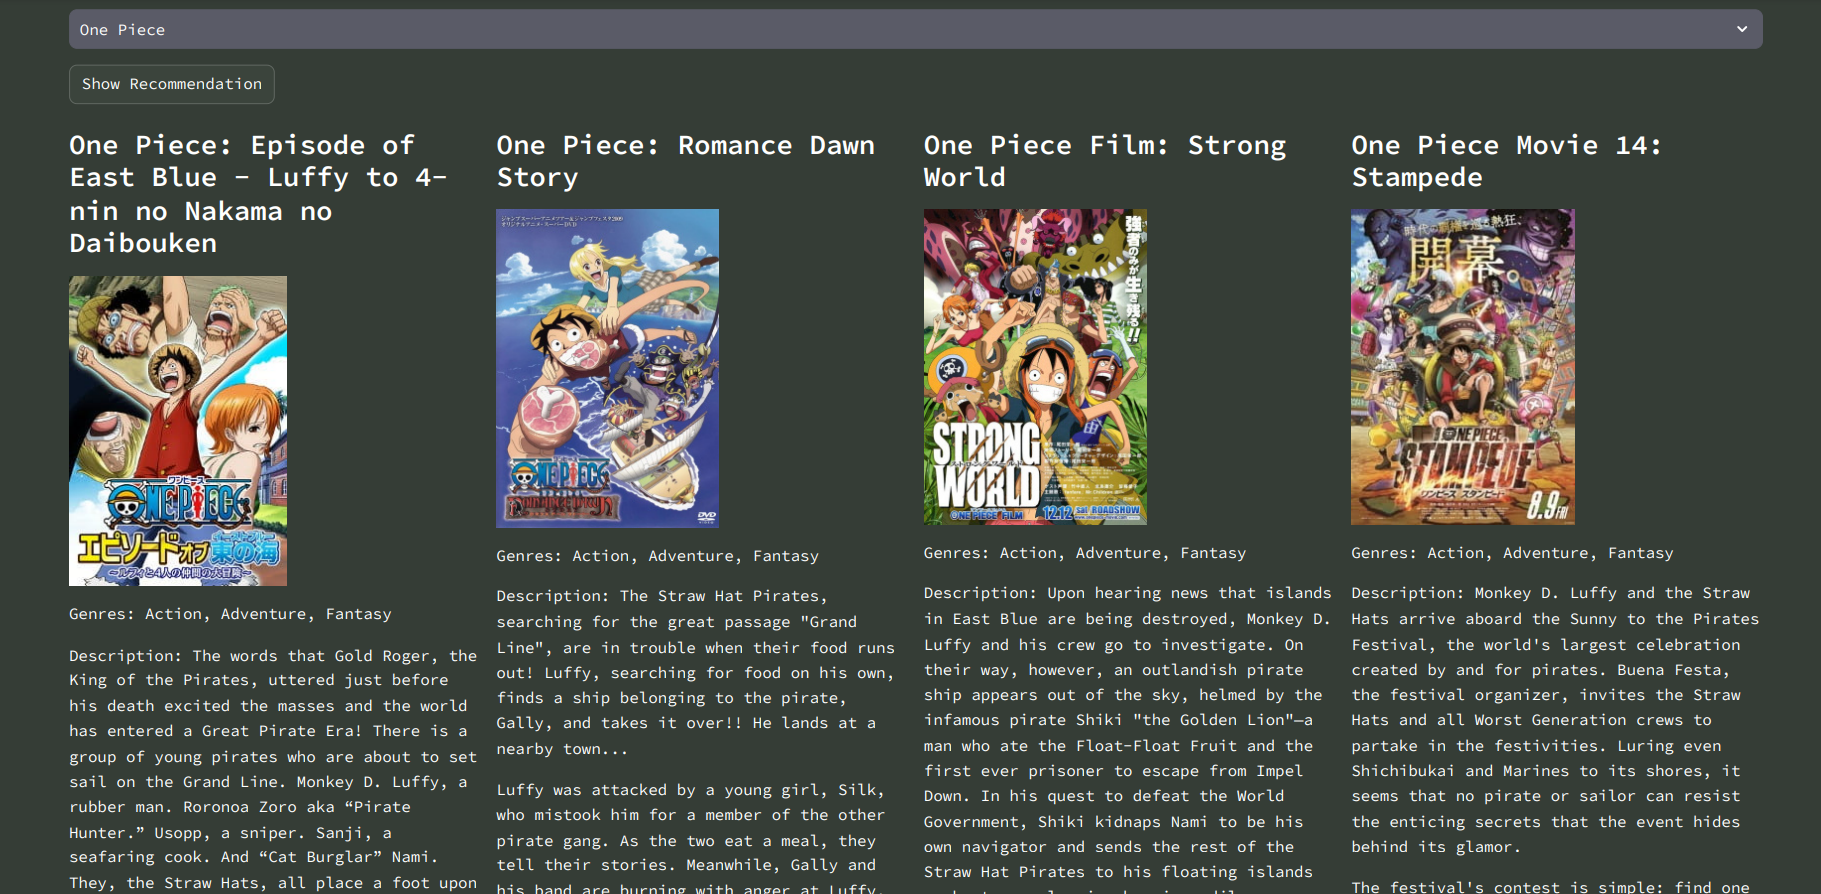 One Piece
Show Recommendation
One Piece: Episode of
East Blue - Luffy to 4-
nin no Nakama no
Daibouken
ワンピース
ONE PIECE
エピソードオブ
東の海
~ルフィと4人の仲間の大冒険~
Genres: Action, Adventure, Fantasy
Description: The words that Gold Roger, the
King of the Pirates, uttered just before
his death excited the masses and the world
has entered a Great Pirate Era! There is a
group of young pirates who are about to set
sail on the Grand Line. Monkey D. Luffy, a
rubber man. Roronoa Zoro aka “Pirate
Hunter.” Usopp, a sniper. Sanji, a
seafaring cook. And “Cat Burglar” Nami.
They, the Straw Hats, all place a foot upon
One Piece: Romance Dawn
Story
ONE PIECE
DVD
Genres: Action, Adventure, Fantasy
Description: The Straw Hat Pirates,
searching for the great passage "Grand
Line", are in trouble when their food runs
out! Luffy, searching for food on his own,
finds a ship belonging to the pirate,
Gally, and takes it over!! He lands at a
nearby town...
Luffy was attacked by a young girl, Silk,
who mistook him for a member of the other
pirate gang. As the two eat a meal, they
tell their stories. Meanwhile, Gally and
his band are burning with anger at Luffy.
One Piece Film: Strong
World
強者のみが生き残る!!
STRONG
WORLD
ONE PIECE FILM
12.12 sat ROADSHOW
Genres: Action, Adventure, Fantasy
Description: Upon hearing news that islands
in East Blue are being destroyed, Monkey D.
Luffy and his crew go to investigate. On
their way, however, an outlandish pirate
ship appears out of the sky, helmed by the
infamous pirate Shiki "the Golden Lion"—a
man who ate the Float-Float Fruit and the
first ever prisoner to escape from Impel
Down. In his quest to defeat the World
Government, Shiki kidnaps Nami to be his
own navigator and sends the rest of the
Straw Hat Pirates to his floating islands
One Piece Movie 14:
Stampede
開幕。
ONE PIECE
STAMPEDE
ワンピース スタンピード
8.9 FRI
Genres: Action, Adventure, Fantasy
Description: Monkey D. Luffy and the Straw
Hats arrive aboard the Sunny to the Pirates
Festival, the world's largest celebration
created by and for pirates. Buena Festa,
the festival organizer, invites the Straw
Hats and all Worst Generation crews to
partake in the festivities. Luring even
Shichibukai and Marines to its shores, it
seems that no pirate or sailor can resist
the enticing secrets that the event hides
behind its glamor.
The festival's contest is simple: find one